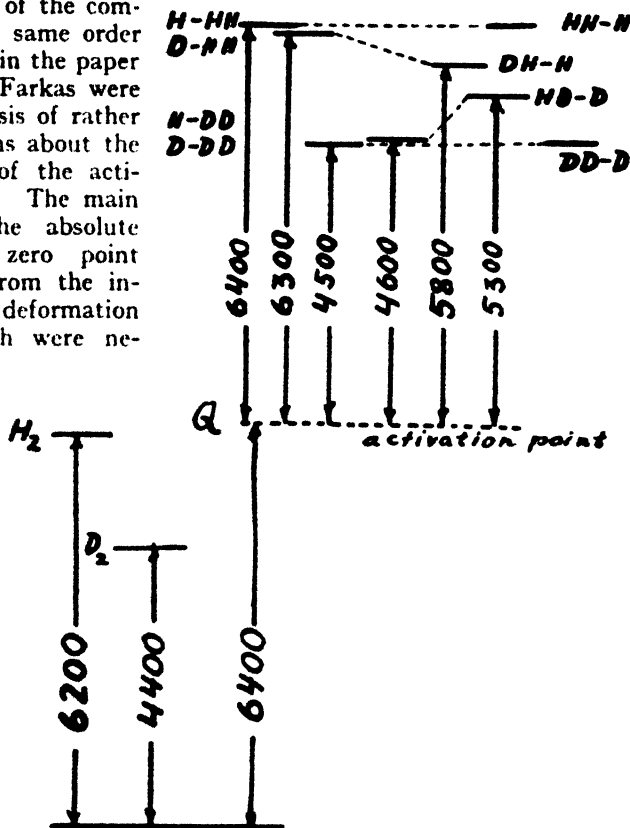 of the com-
same order
in the paper
Farkas were
sis of rather
ns about the
of the acti-
The main
he absolute
zero point
rom the in-
deformation
h were ne-
H-HH
HH-H
D-HH
DH-H
HD-D
H-DD
D-DD
DD-D
6400
6300
4500
4600
5800
5300
Q
activation point
H2
D2
6200
4400
6400